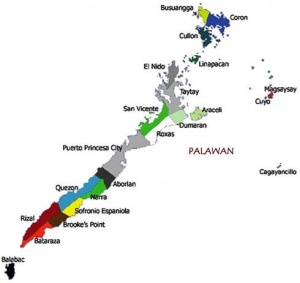 Busuangga
Coron
Cullon
Linapacan
El Nido
Taytay
Magsaysay
Cuyo
San Vicente
Araceli
Dumaran
Roxas
Puerto Princesa City
PALAWAN
Cagayancillo
Quezon
Aborlan
Narra
Rizal
Sofronio Espaniola
Brooke's Point
Bataraza
Balabac